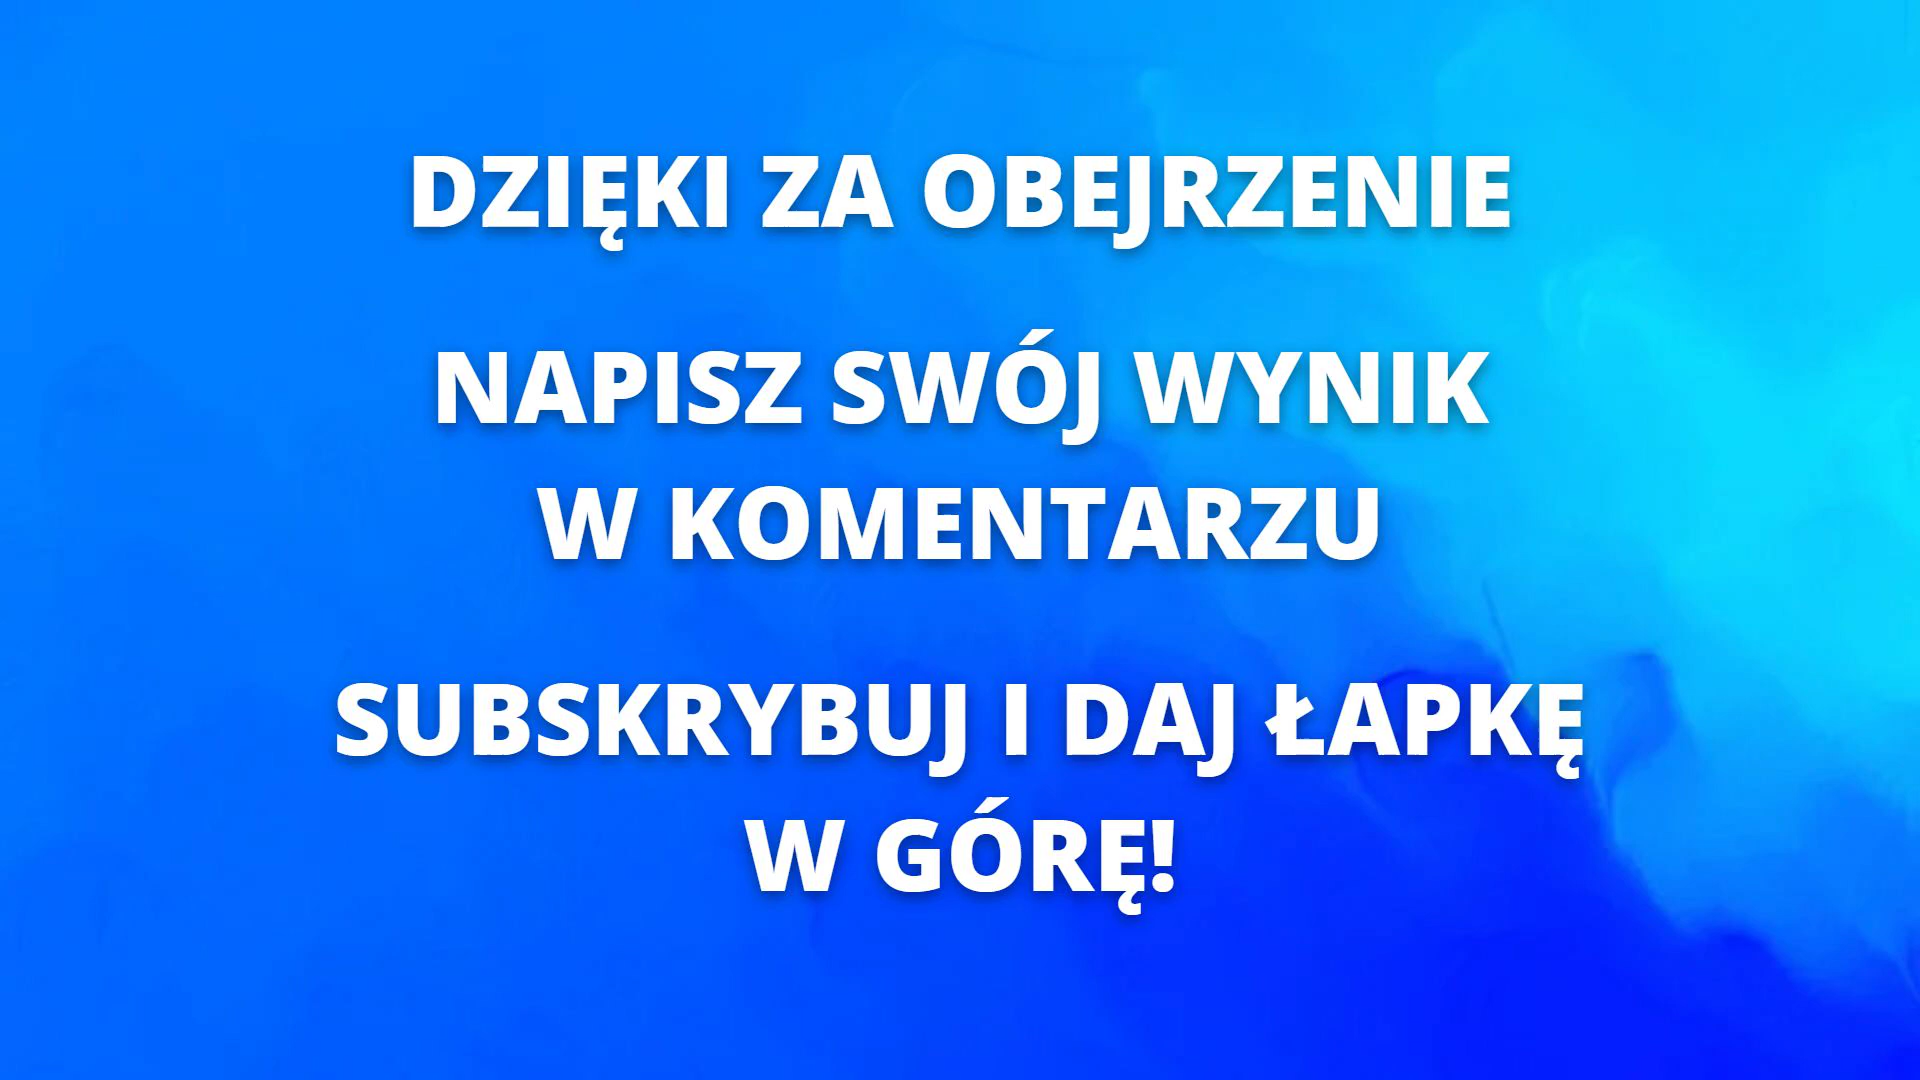 DZIĘKI ZA OBEJRZENIE
NAPISZ SWÓJ WYNIK
W KOMENTARZU
SUBSKRYBUJ I DAJ ŁAPKĘ
W GÓRĘ!